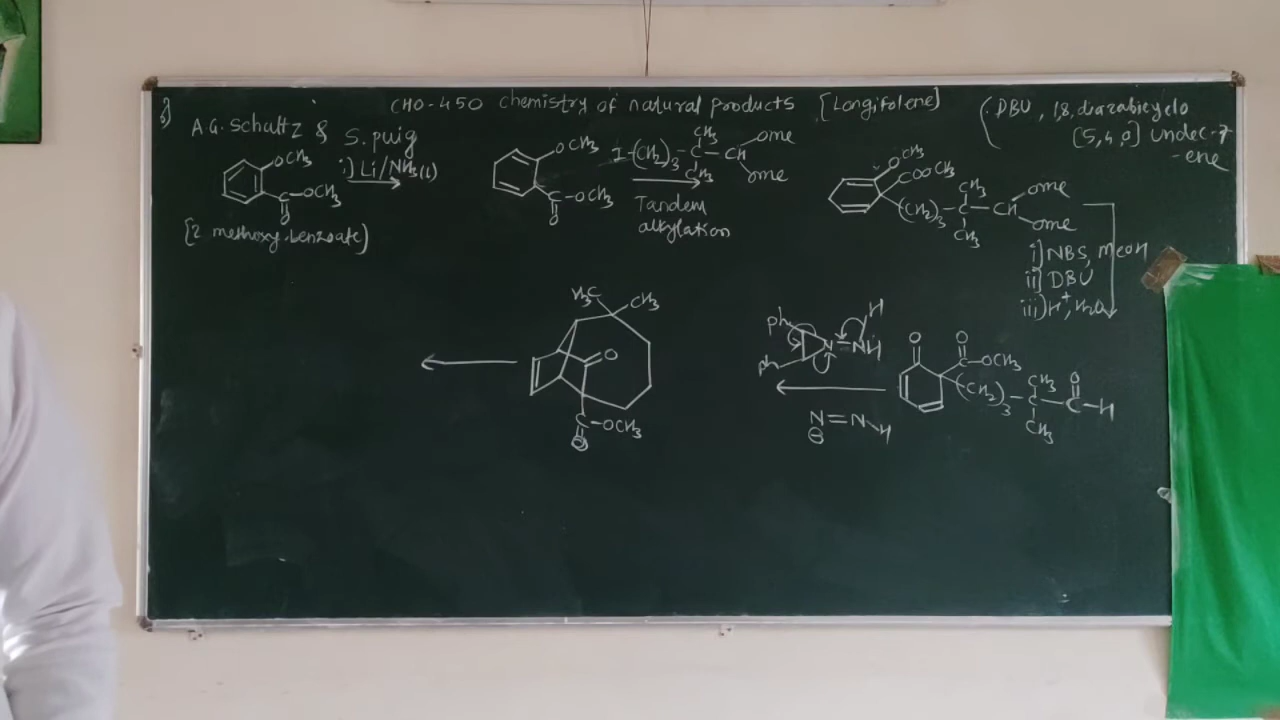 CHO-450 chemistry of natural products [Longifolene]
(. DBU, 1,8, diazabicyclo
[5,4,0] undec-7
-ene
6)
A.G. Schultz & S. puig
OCH3
i) Li/NH3(l)
C-OCH3
O
[2 methoxy benzoate)
OCH3
C-OCH3
O
I-(CH2)3-C-CH
CH3
CH3
ome
ome
Tandem
alkylation
OCH3
COOCH3
(CH2)3-C-CH
CH3
CH3
ome
ome
i] NBS, meoH
ii] DBU
iii) H+, H2O
O
O
C-OCH3
(CH2)3-C-C-H
CH3
CH3
O
ph
ph
N=NH
H
N=N-H
⊖
H3C
CH3
O
C-OCH3
O